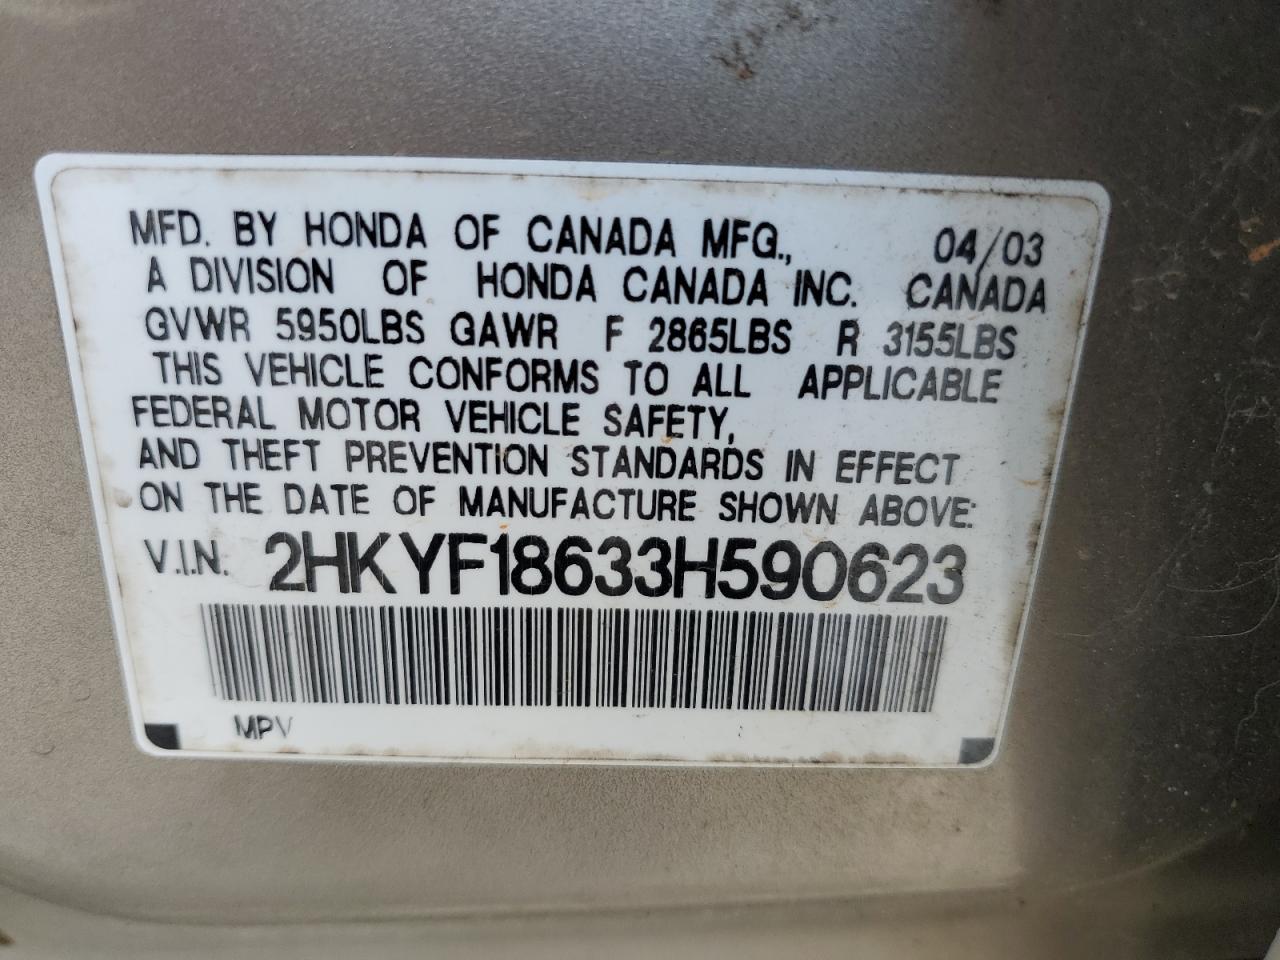 MFD. BY HONDA OF CANADA MFG., 04/03
A DIVISION OF HONDA CANADA INC. CANADA
GVWR 5950LBS GAWR F 2865LBS R 3155LBS
THIS VEHICLE CONFORMS TO ALL APPLICABLE
FEDERAL MOTOR VEHICLE SAFETY,
AND THEFT PREVENTION STANDARDS IN EFFECT
ON THE DATE OF MANUFACTURE SHOWN ABOVE:
V.I.N. 2HKYF18633H590623
MPV